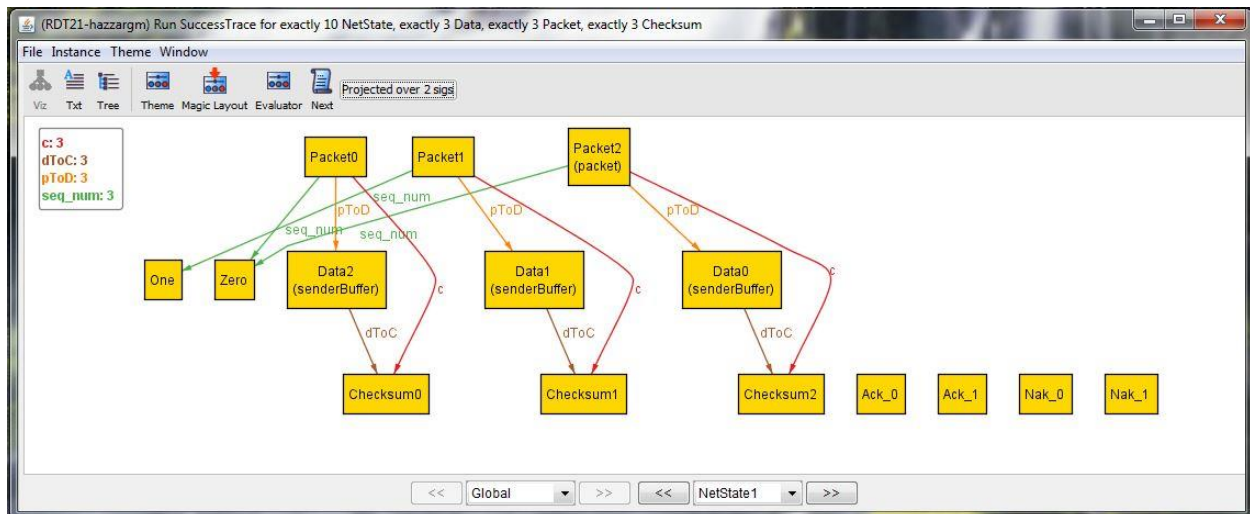 (RDT21-hazzargm) Run SuccessTrace for exactly 10 NetState, exactly 3 Data, exactly 3 Packet, exactly 3 Checksum
File Instance Theme Window
Viz Txt Tree Theme Magic Layout Evaluator Next Projected over 2 sigs
c: 3
dToC: 3
pToD: 3
seq_num: 3
Packet0 Packet1 Packet2
(packet)
seq_num
pToD pToD pToD
seq_num seq_num
One Zero
Data2
(senderBuffer)
Data1
(senderBuffer)
Data0
(senderBuffer)
c c c
dToC dToC dToC
Checksum0 Checksum1 Checksum2 Ack_0 Ack_1 Nak_0 Nak_1
<< Global >> << NetState1 >>